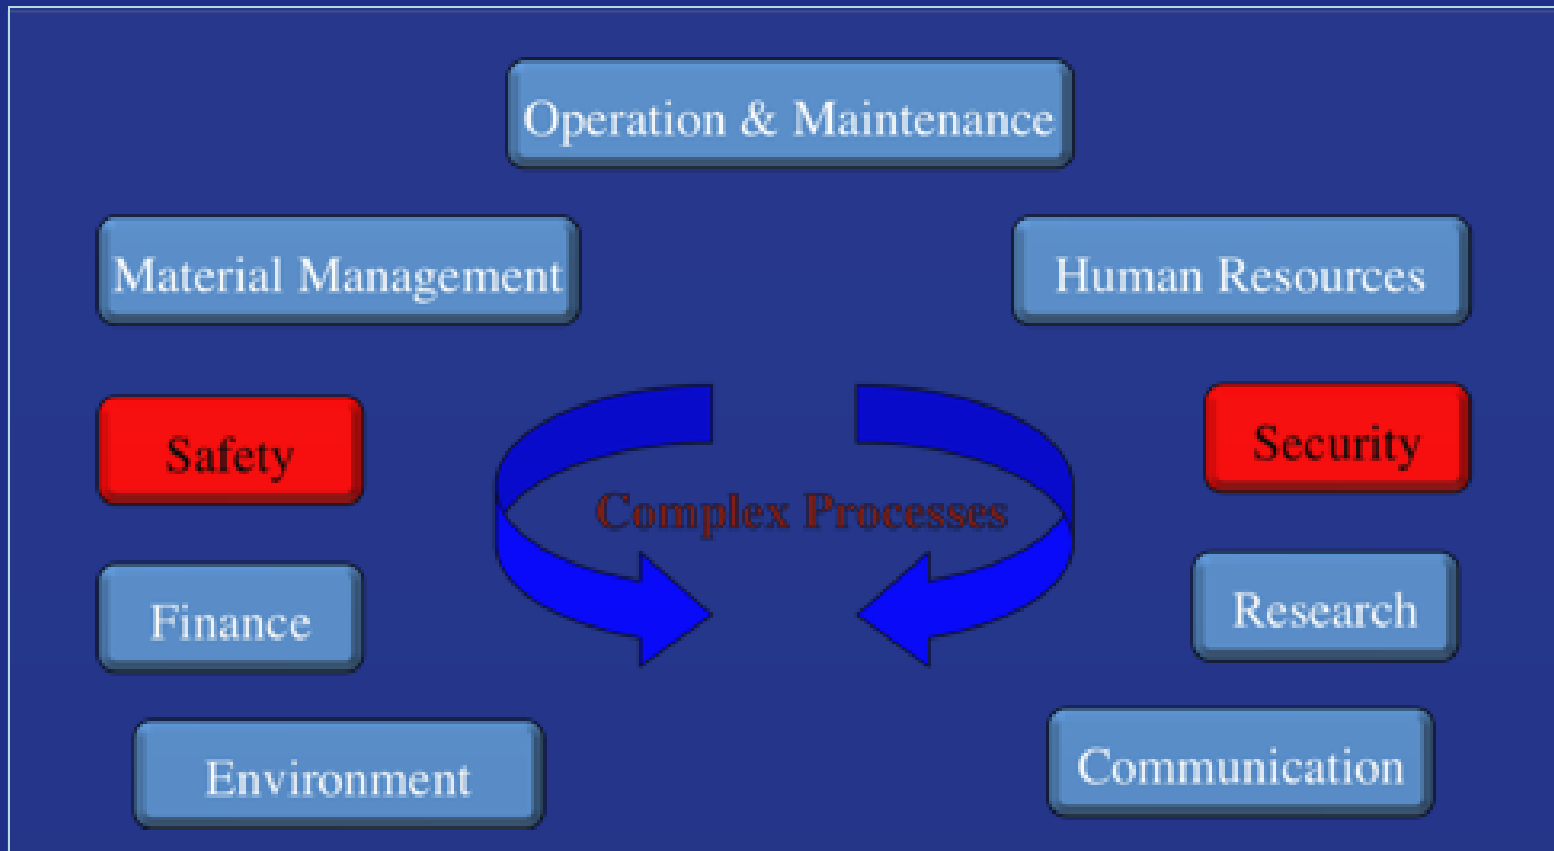 Operation & Maintenance
Material Management
Human Resources
Safety
Security
Complex Processes
Finance
Research
Environment
Communication